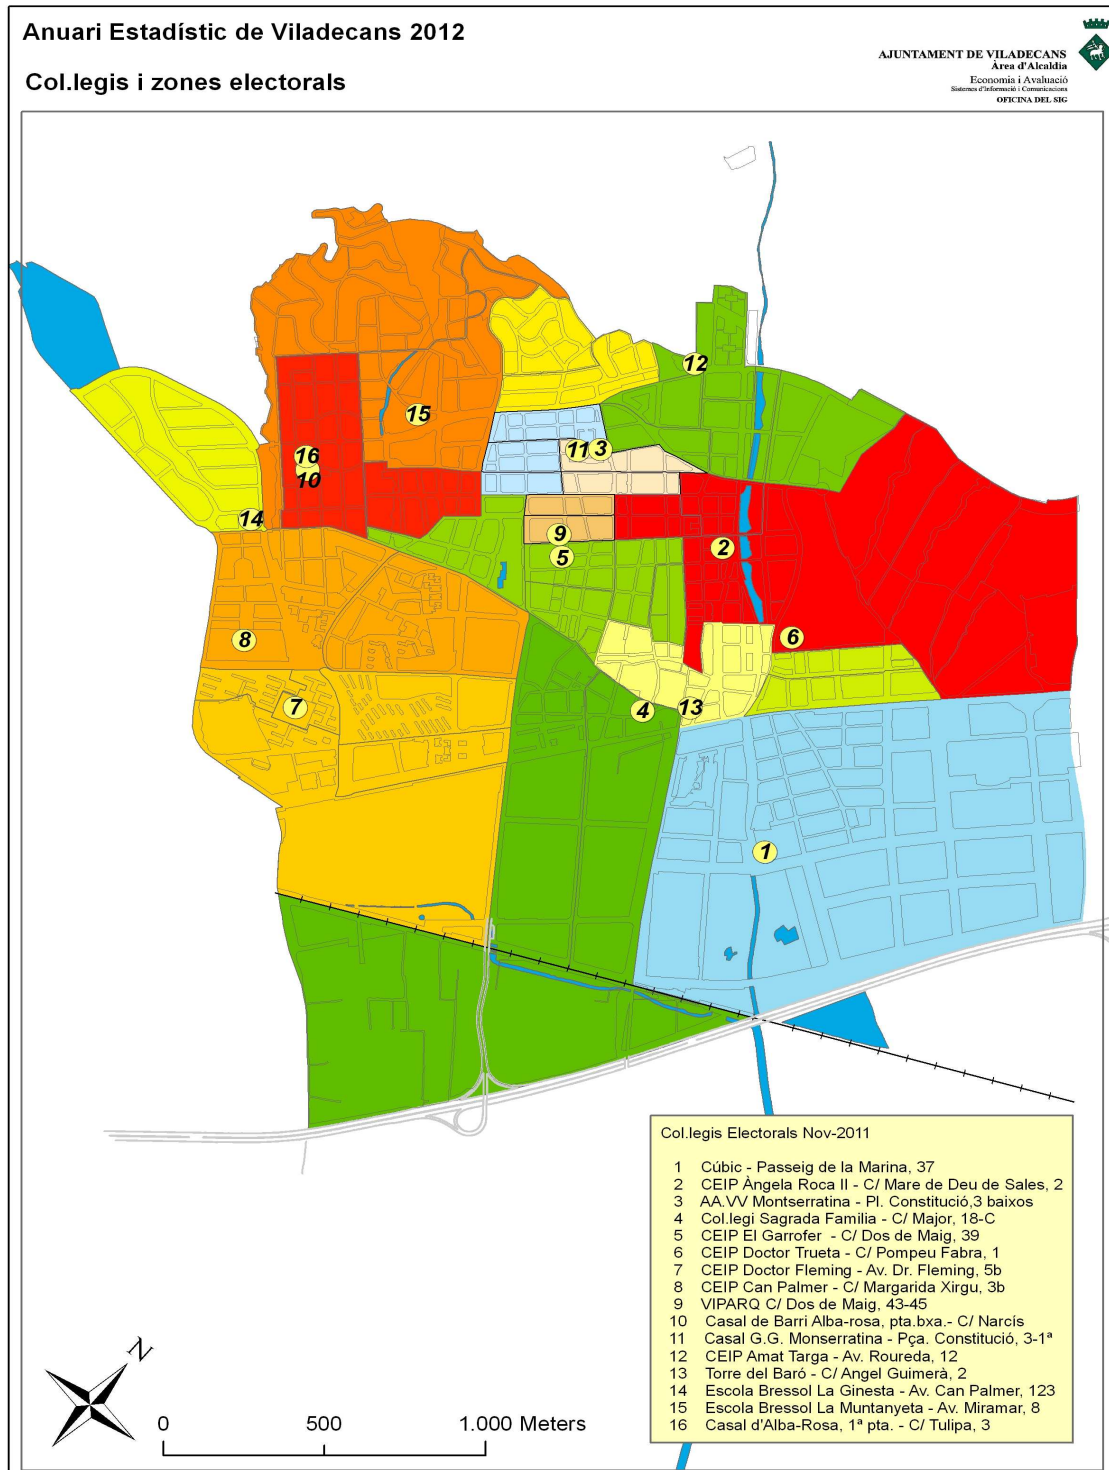 Anuari Estadístic de Viladecans 2012
Col.legis i zones electorals
AJUNTAMENT DE VILADECANS
Àrea d'Alcaldia
Economia i Avaluació
Sistemes d'Informació i Comunicacions
OFICINA DEL SIG
12
15
11 3
16
10
14
9
2
5
8
6
7
4
13
1
Col.legis Electorals Nov-2011
1 Cúbic - Passeig de la Marina, 37
2 CEIP Àngela Roca II - C/ Mare de Deu de Sales, 2
3 AA.VV Montserratina - Pl. Constitució,3 baixos
4 Col.legi Sagrada Familia - C/ Major, 18-C
5 CEIP El Garrofer - C/ Dos de Maig, 39
6 CEIP Doctor Trueta - C/ Pompeu Fabra, 1
7 CEIP Doctor Fleming - Av. Dr. Fleming, 5b
8 CEIP Can Palmer - C/ Margarida Xirgu, 3b
9 VIPARQ C/ Dos de Maig, 43-45
10 Casal de Barri Alba-rosa, pta.bxa.- C/ Narcís
11 Casal G.G. Monserratina - Pça. Constitució, 3-1ª
12 CEIP Amat Targa - Av. Roureda, 12
13 Torre del Baró - C/ Angel Guimerà, 2
14 Escola Bressol La Ginesta - Av. Can Palmer, 123
15 Escola Bressol La Muntanyeta - Av. Miramar, 8
16 Casal d'Alba-Rosa, 1ª pta. - C/ Tulipa, 3
N
0 500 1.000 Meters